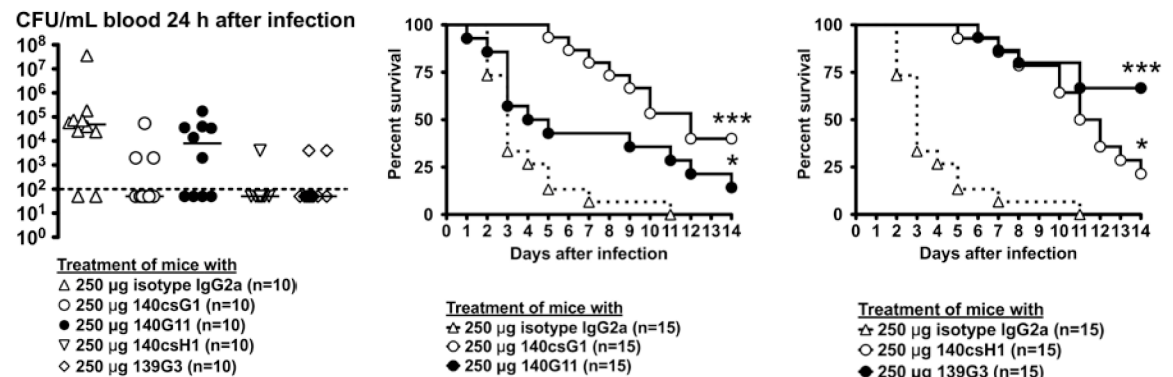 CFU/mL blood 24 h after infection
10⁸
10⁷
10⁶
10⁵
10⁴
10³
10²
10¹
10⁰
Treatment of mice with
250 µg isotype IgG2a (n=10)
250 µg 140csG1 (n=10)
250 µg 140G11 (n=10)
250 µg 140csH1 (n=10)
250 µg 139G3 (n=10)
Percent survival
100
75
50
25
0
***
*
0 1 2 3 4 5 6 7 8 9 10 11 12 13 14
Days after infection
Treatment of mice with
250 µg isotype IgG2a (n=15)
250 µg 140csG1 (n=15)
250 µg 140G11 (n=15)
Percent survival
100
75
50
25
0
***
*
0 1 2 3 4 5 6 7 8 9 10 11 12 13 14
Days after infection
Treatment of mice with
250 µg isotype IgG2a (n=15)
250 µg 140csH1 (n=15)
250 µg 139G3 (n=15)